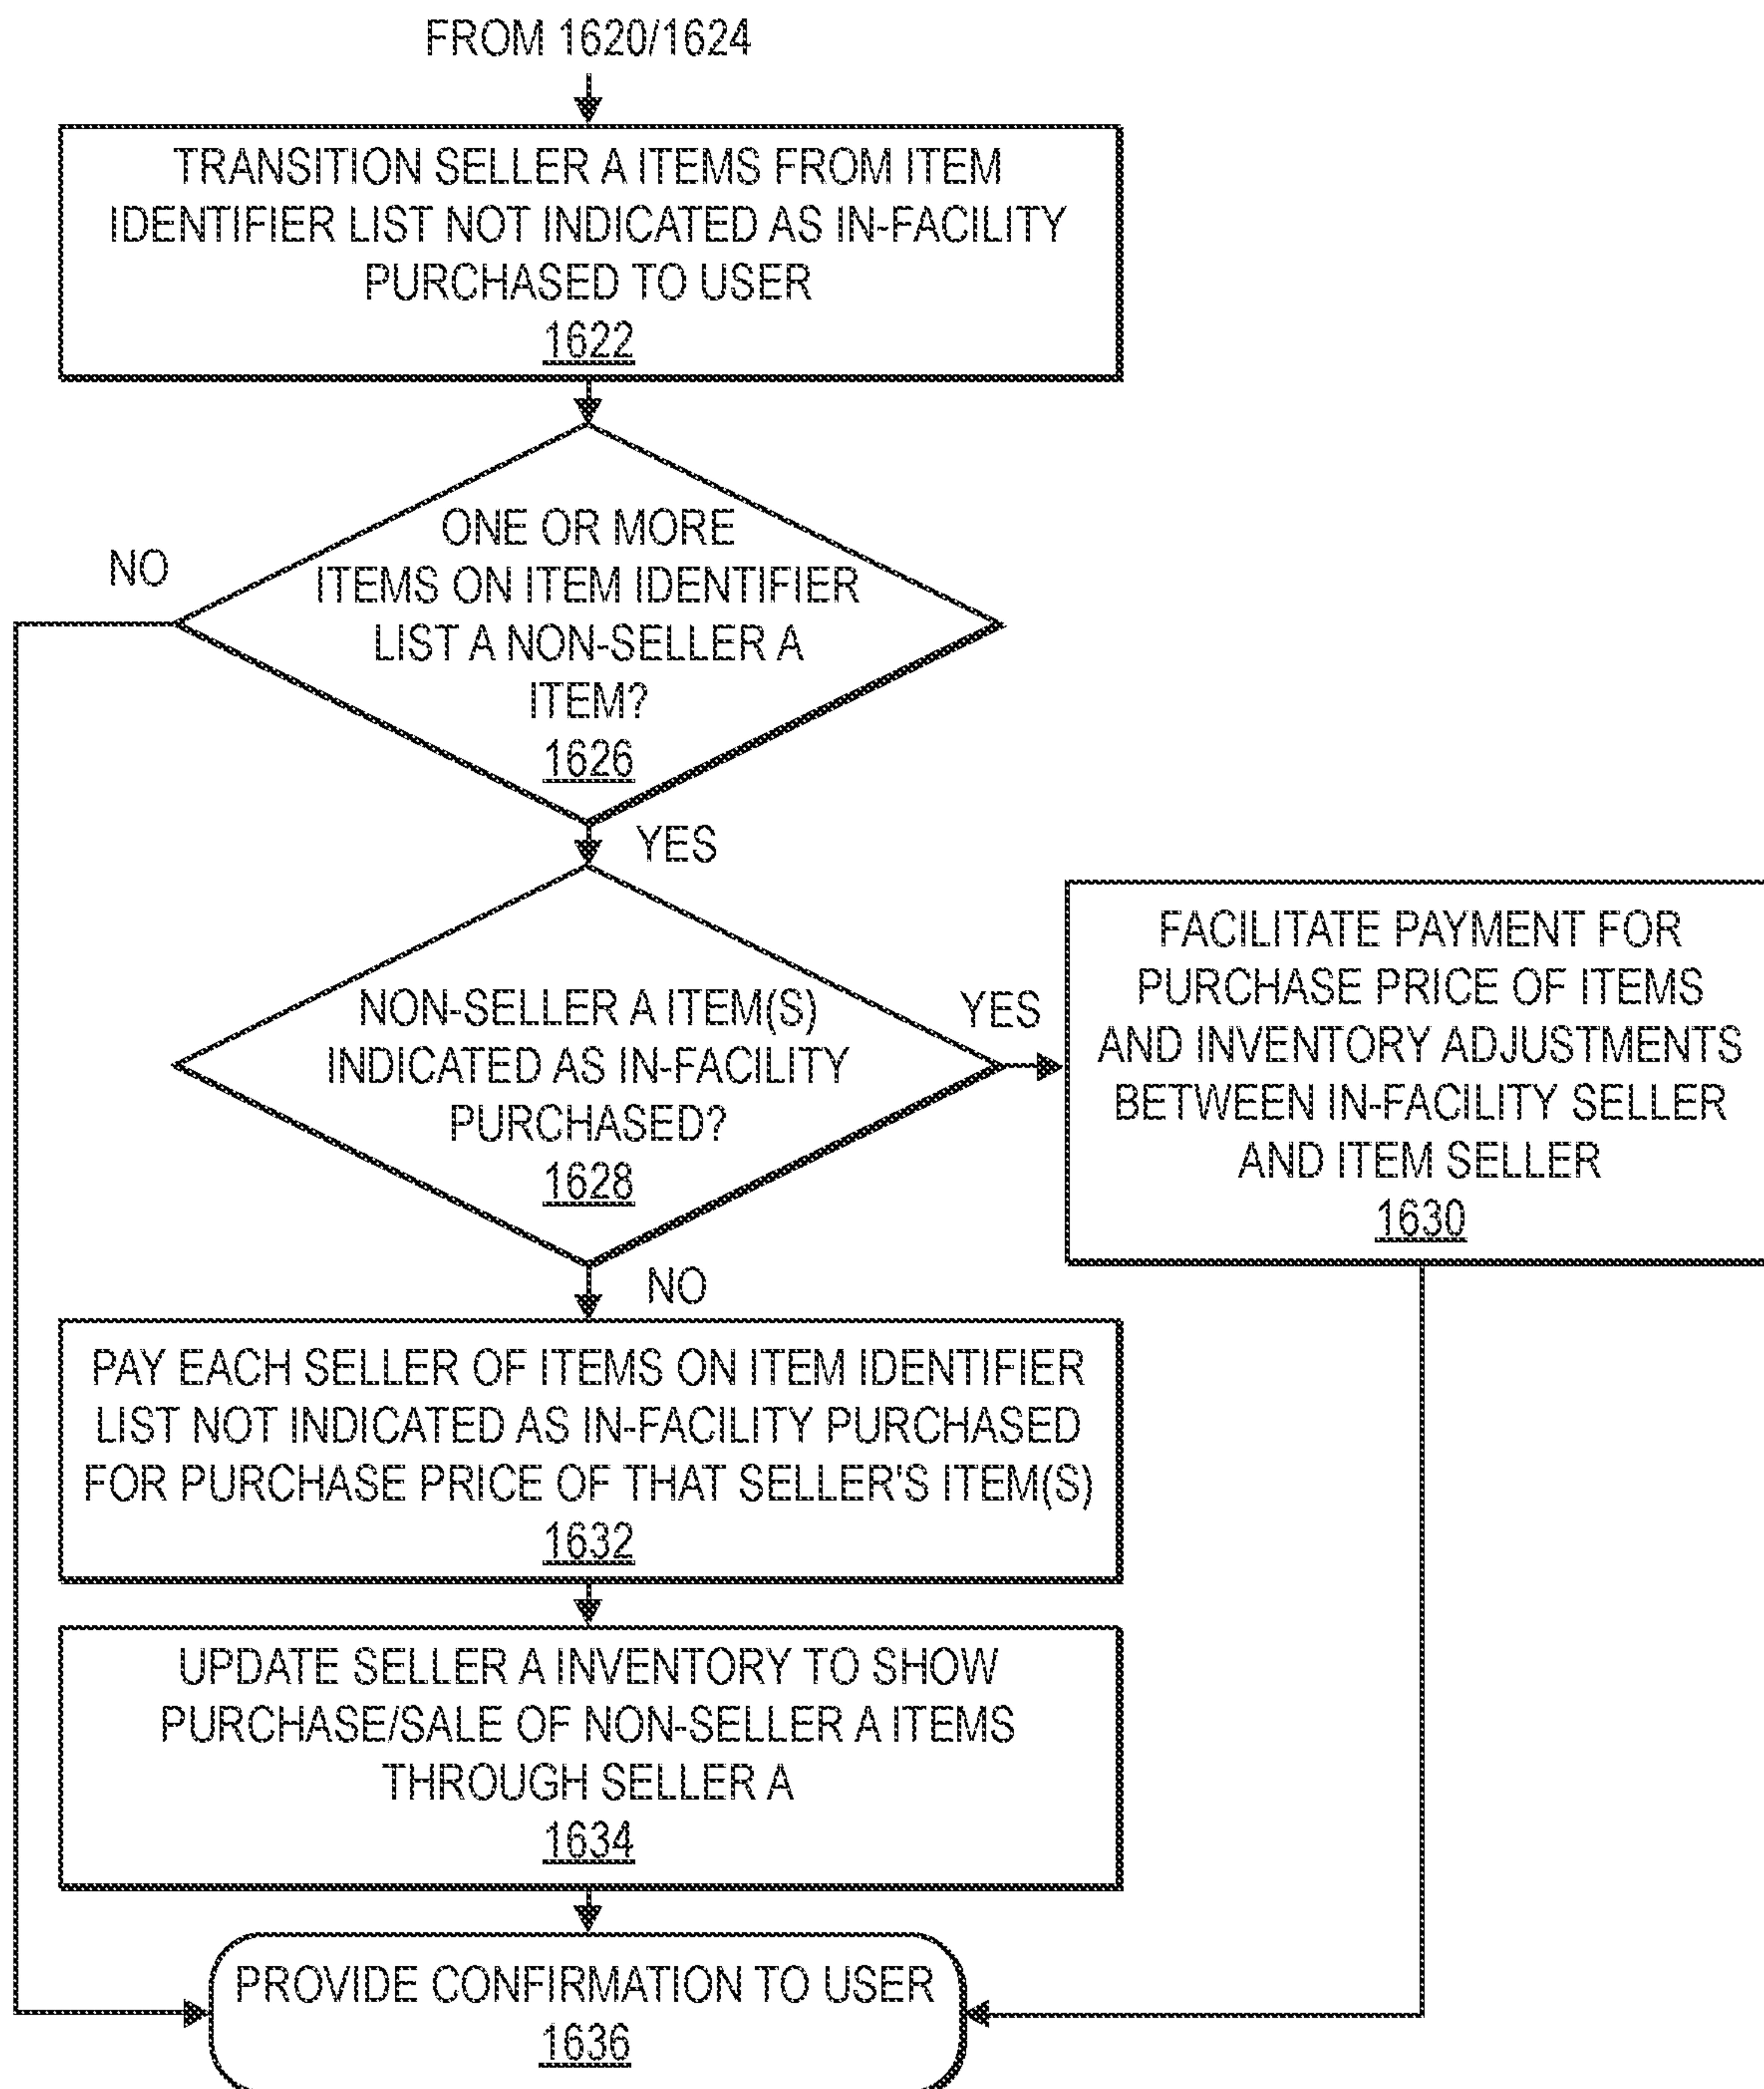 FROM 1620/1624
TRANSITION SELLER A ITEMS FROM ITEM
IDENTIFIER LIST NOT INDICATED AS IN-FACILITY
PURCHASED TO USER
1622
ONE OR MORE
ITEMS ON ITEM IDENTIFIER
LIST A NON-SELLER A
ITEM?
1626
NO
YES
NON-SELLER A ITEM(S)
INDICATED AS IN-FACILITY
PURCHASED?
1628
YES
FACILITATE PAYMENT FOR
PURCHASE PRICE OF ITEMS
AND INVENTORY ADJUSTMENTS
BETWEEN IN-FACILITY SELLER
AND ITEM SELLER
1630
NO
PAY EACH SELLER OF ITEMS ON ITEM IDENTIFIER
LIST NOT INDICATED AS IN-FACILITY PURCHASED
FOR PURCHASE PRICE OF THAT SELLER'S ITEM(S)
1632
UPDATE SELLER A INVENTORY TO SHOW
PURCHASE/SALE OF NON-SELLER A ITEMS
THROUGH SELLER A
1634
PROVIDE CONFIRMATION TO USER
1636